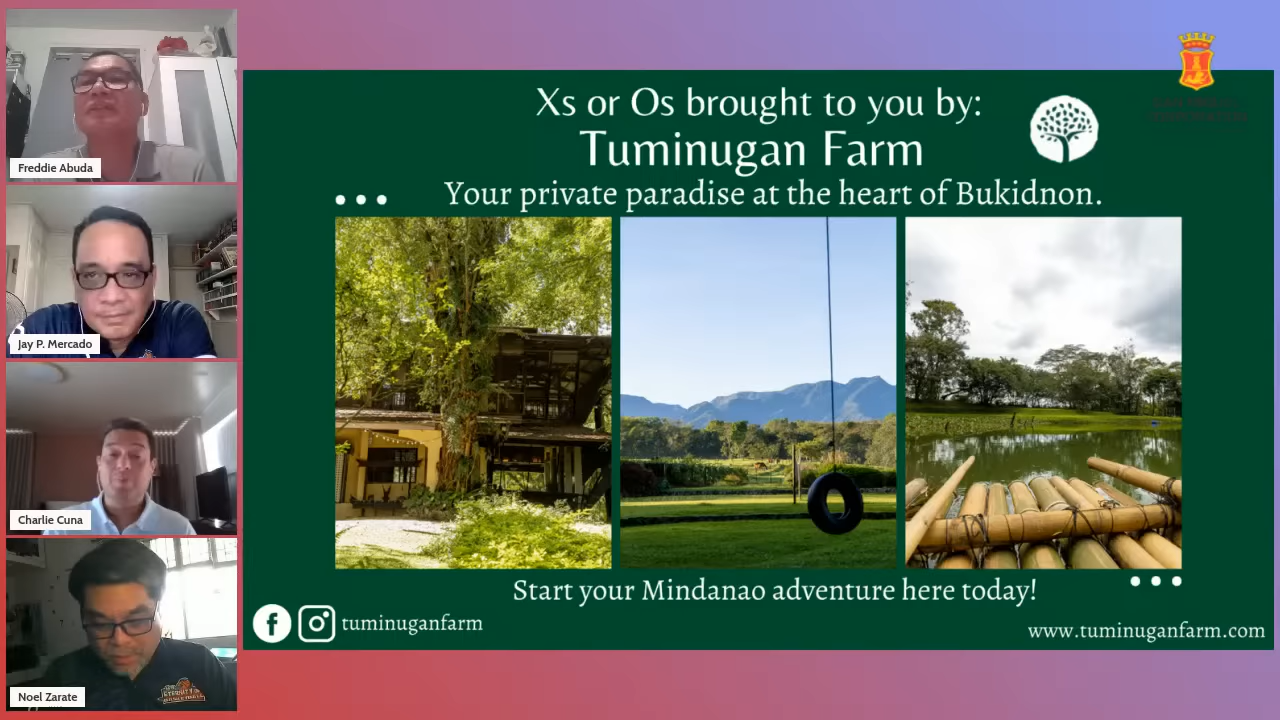 Freddie Abuda
Jay P. Mercado
Charlie Cuna
Noel Zarate
Xs or Os brought to you by:
Tuminugan Farm
Your private paradise at the heart of Bukidnon.
Start your Mindanao adventure here today!
tuminuganfarm
www.tuminuganfarm.com